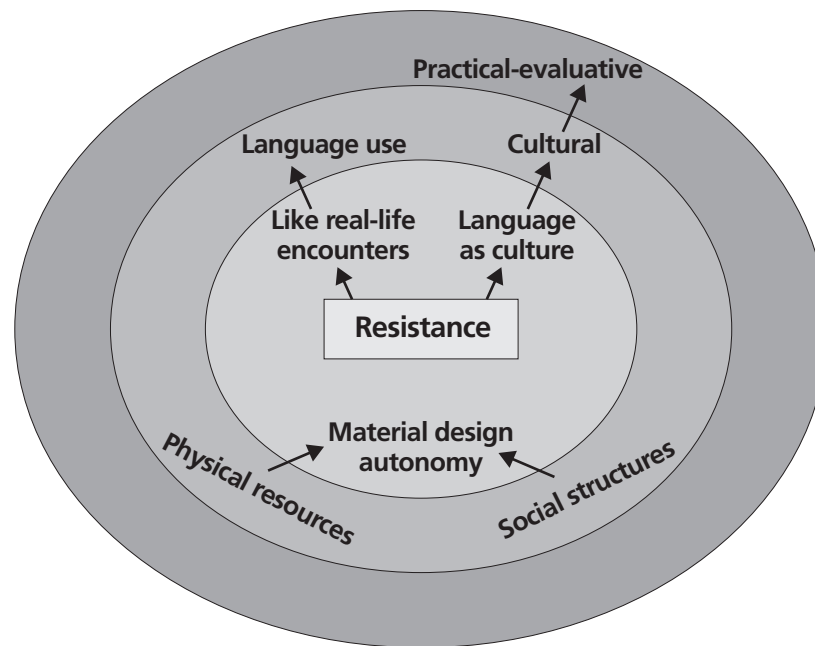 Practical-evaluative
Language use
Cultural
Like real-life
encounters
Language
as culture
Resistance
Material design
autonomy
Physical resources
Social structures